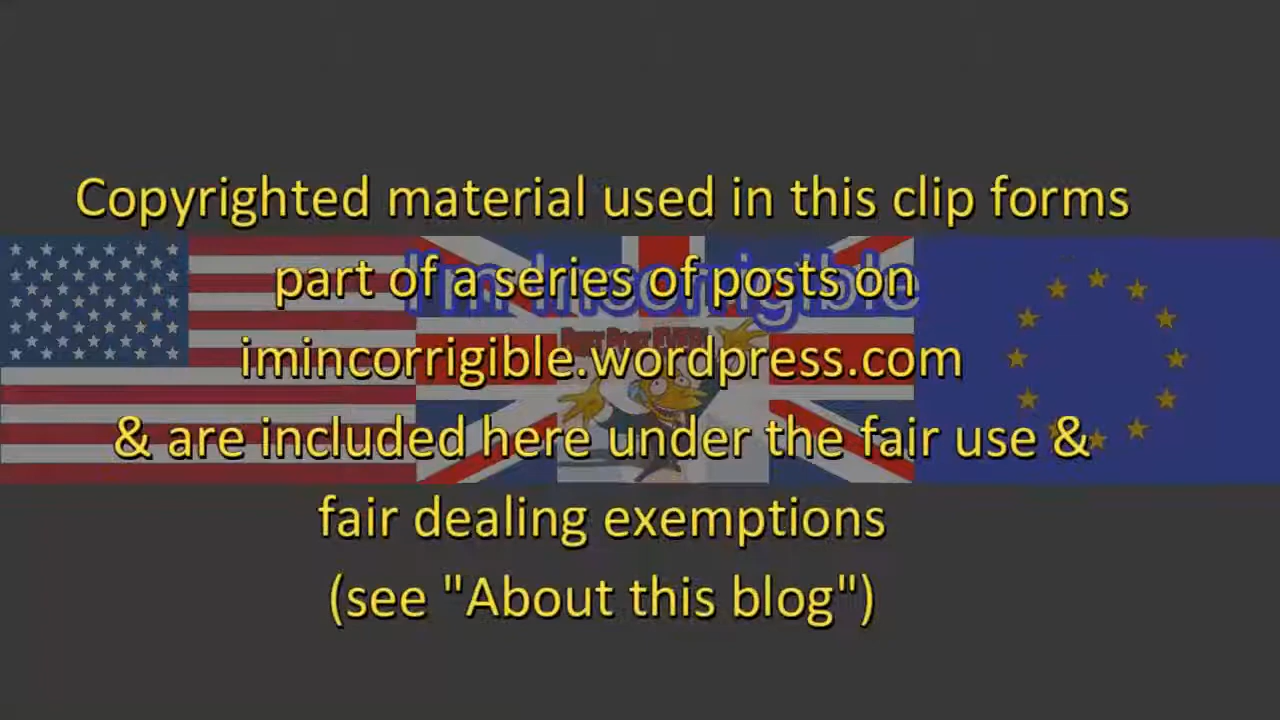 Copyrighted material used in this clip forms
part of a series of posts on
I'm incorrigible
imincorrigible.wordpress.com
& are included here under the fair use &
fair dealing exemptions
(see "About this blog")